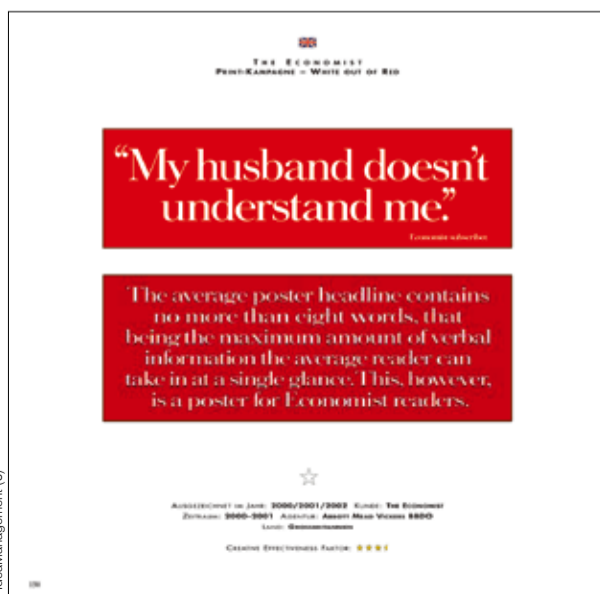 THE ECONOMIST
PRINT-KAMPAGNE – WHITE OUT OF RED
“My husband doesn't
understand me.”
Economist subscriber
The average poster headline contains
no more than eight words, that
being the maximum amount of verbal
information the average reader can
take in at a single glance. This, however,
is a poster for Economist readers.
AUSGEZEICHNET IM JAHR: 2000/2001/2002 KUNDE: THE ECONOMIST
ZEITRAUM: 2000–2001 AGENTUR: ABBOTT MEAD VICKERS BBDO
LAND: GROSSBRITANNIEN
CREATIVE EFFECTIVENESS FAKTOR: